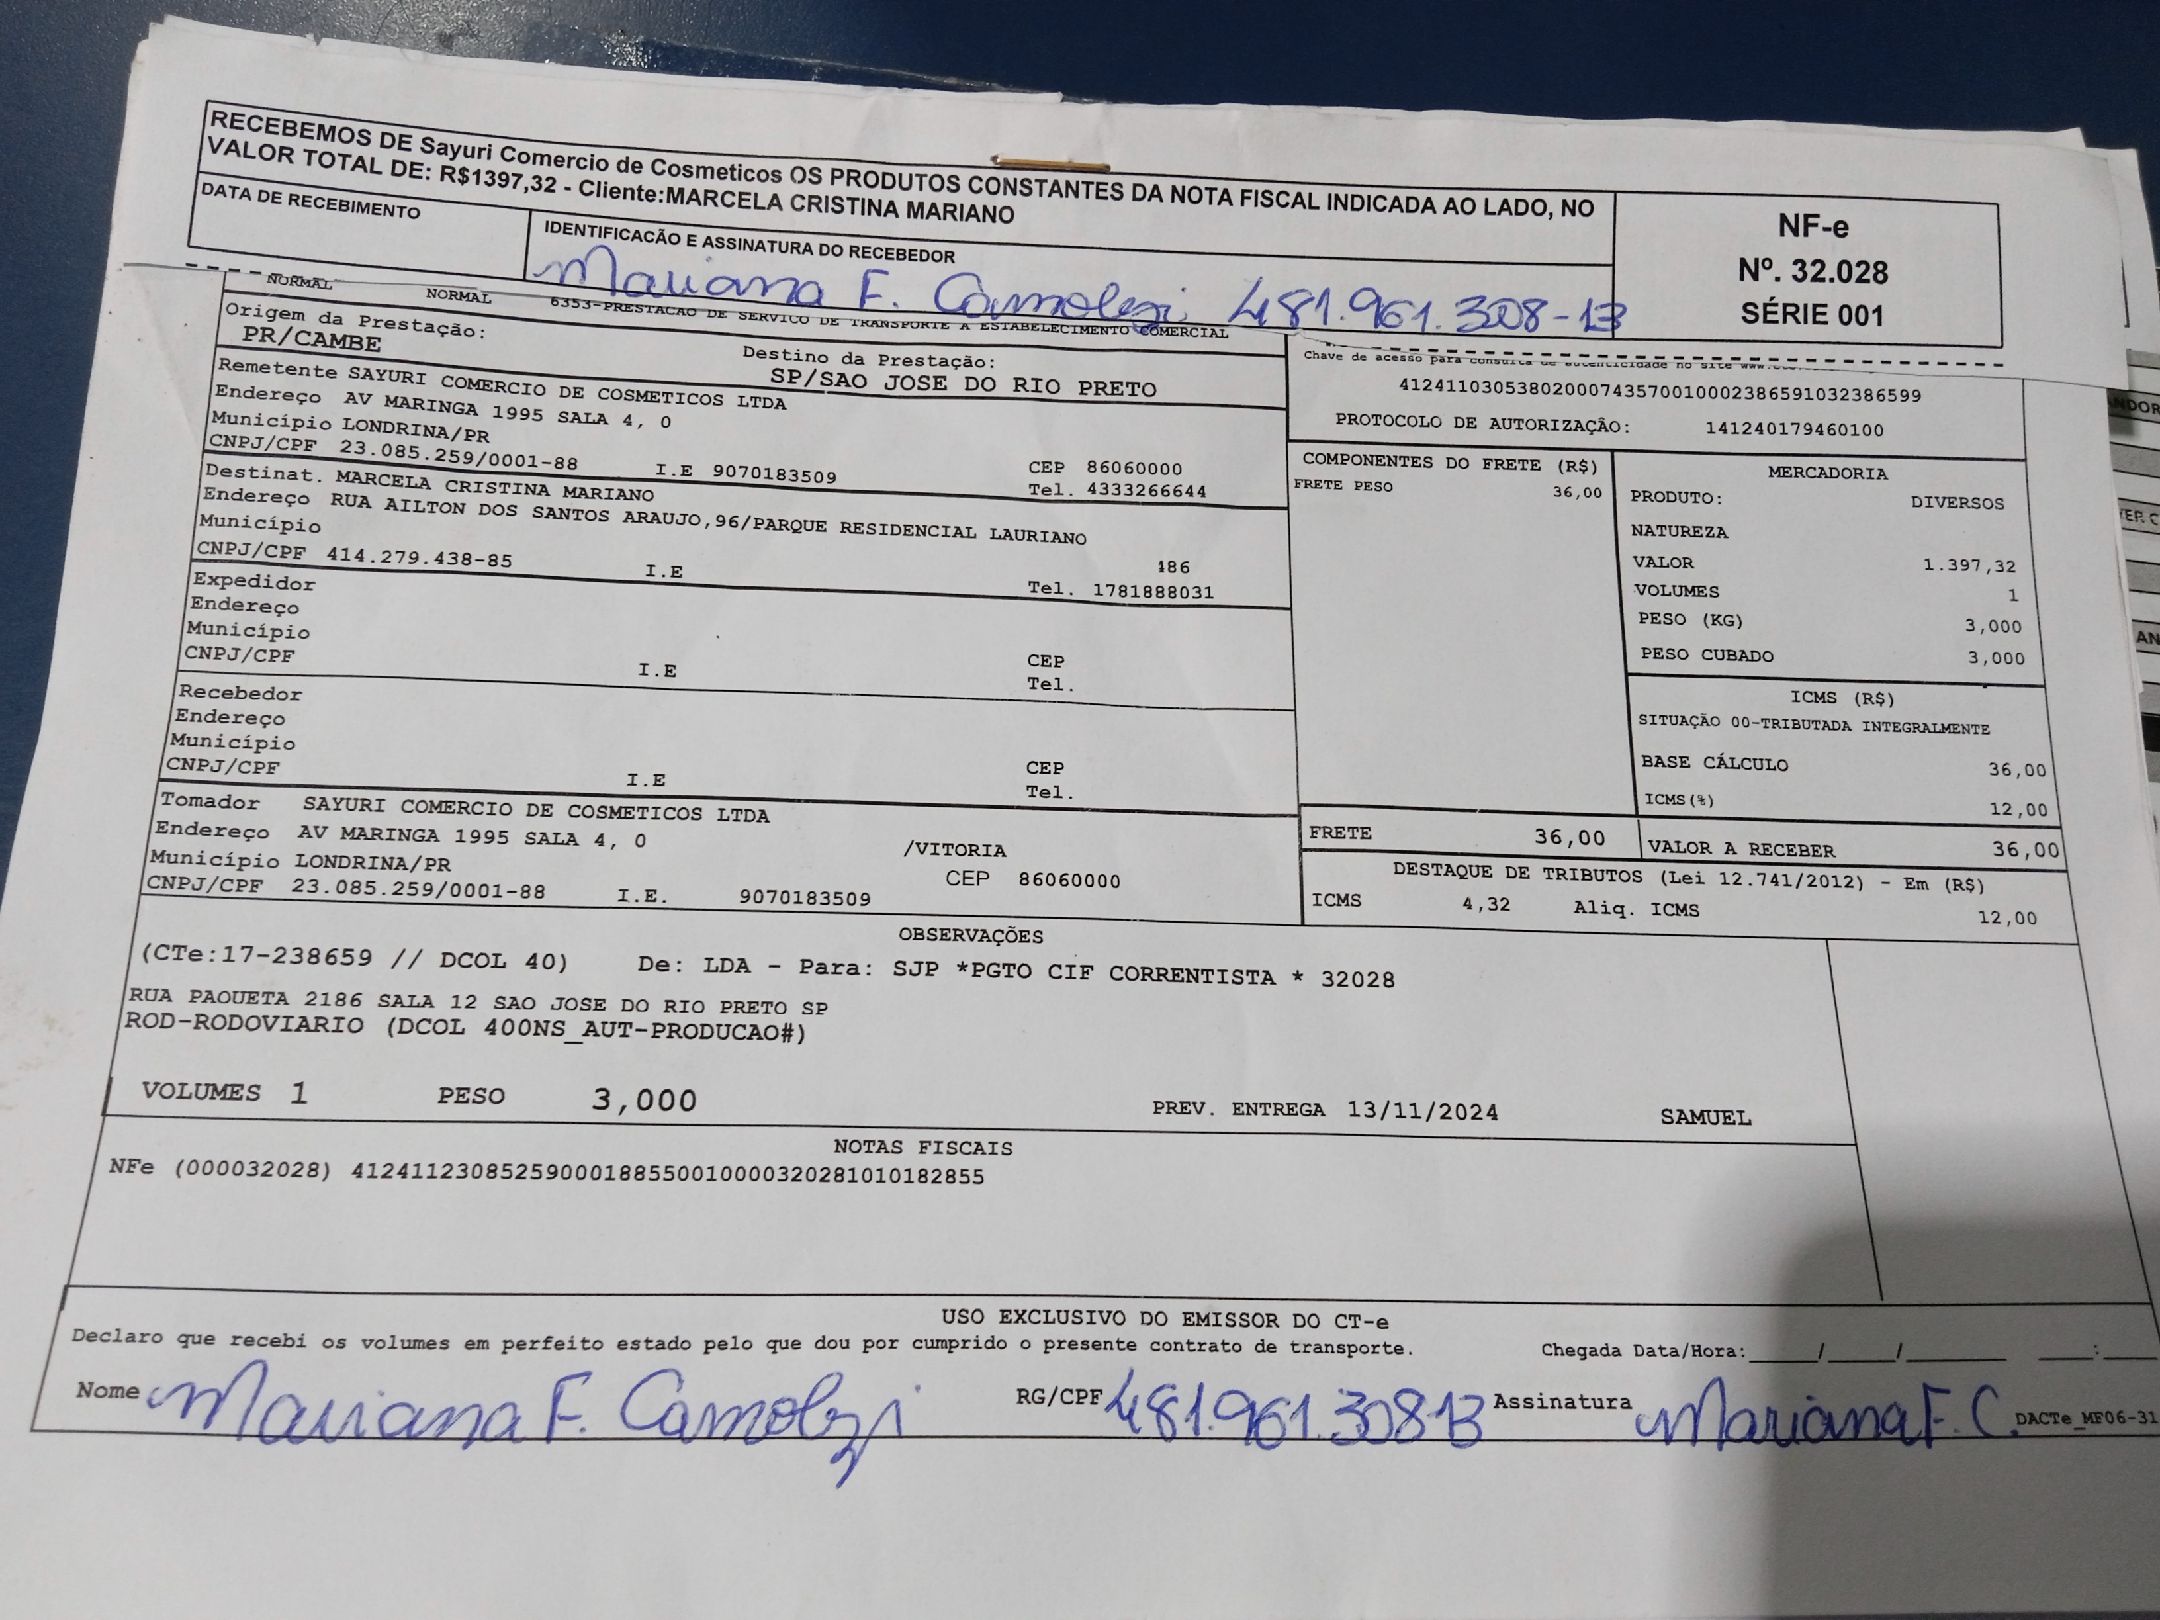 RECEBEMOS DE Sayuri Comercio de Cosmeticos OS PRODUTOS CONSTANTES DA NOTA FISCAL INDICADA AO LADO, NO
VALOR TOTAL DE: R$1397,32 - Cliente:MARCELA CRISTINA MARIANO
DATA DE RECEBIMENTO
IDENTIFICACÃO E ASSINATURA DO RECEBEDOR
Mariana F. Camolezi 481.961.308-13
NF-e
Nº. 32.028
SÉRIE 001
NORMAL NORMAL 6353-PRESTACAO DE SERVICO DE TRANSPORTE A ESTABELECIMENTO COMERCIAL
Origem da Prestação:
PR/CAMBE
Destino da Prestação:
SP/SAO JOSE DO RIO PRETO
Chave de acesso para consulta de autenticidade no site
41241103053802000743570010002386591032386599
PROTOCOLO DE AUTORIZAÇÃO: 141240179460100
Remetente SAYURI COMERCIO DE COSMETICOS LTDA
Endereço AV MARINGA 1995 SALA 4, 0
Município LONDRINA/PR
CEP 86060000
CNPJ/CPF 23.085.259/0001-88 I.E 9070183509
Tel. 4333266644
Destinat. MARCELA CRISTINA MARIANO
Endereço RUA AILTON DOS SANTOS ARAUJO,96/PARQUE RESIDENCIAL LAURIANO
Município
186
CNPJ/CPF 414.279.438-85 I.E
Tel. 1781888031
Expedidor
Endereço
Município
CEP
CNPJ/CPF I.E Tel.
Recebedor
Endereço
Município
CEP
CNPJ/CPF I.E Tel.
Tomador SAYURI COMERCIO DE COSMETICOS LTDA
Endereço AV MARINGA 1995 SALA 4, 0 /VITORIA
Município LONDRINA/PR CEP 86060000
CNPJ/CPF 23.085.259/0001-88 I.E. 9070183509
COMPONENTES DO FRETE (R$)
FRETE PESO 36,00
MERCADORIA
PRODUTO: DIVERSOS
NATUREZA
VALOR 1.397,32
VOLUMES 1
PESO (KG) 3,000
PESO CUBADO 3,000
ICMS (R$)
SITUAÇÃO 00-TRIBUTADA INTEGRALMENTE
BASE CÁLCULO 36,00
ICMS(%) 12,00
FRETE 36,00 VALOR A RECEBER 36,00
DESTAQUE DE TRIBUTOS (Lei 12.741/2012) - Em (R$)
ICMS 4,32 Aliq. ICMS 12,00
OBSERVAÇÕES
(CTe:17-238659 // DCOL 40) De: LDA - Para: SJP *PGTO CIF CORRENTISTA * 32028
RUA PAQUETA 2186 SALA 12 SAO JOSE DO RIO PRETO SP
ROD-RODOVIARIO (DCOL 400NS_AUT-PRODUCAO#)
VOLUMES 1 PESO 3,000 PREV. ENTREGA 13/11/2024 SAMUEL
NOTAS FISCAIS
NFe (000032028) 41241123085259000188550010000320281010182855
USO EXCLUSIVO DO EMISSOR DO CT-e
Declaro que recebi os volumes em perfeito estado pelo que dou por cumprido o presente contrato de transporte. Chegada Data/Hora:____/____/______ ___:___
Nome Mariana F. Camolezi RG/CPF 481.961.30813 Assinatura Mariana F. C. DACTe_MF06-31